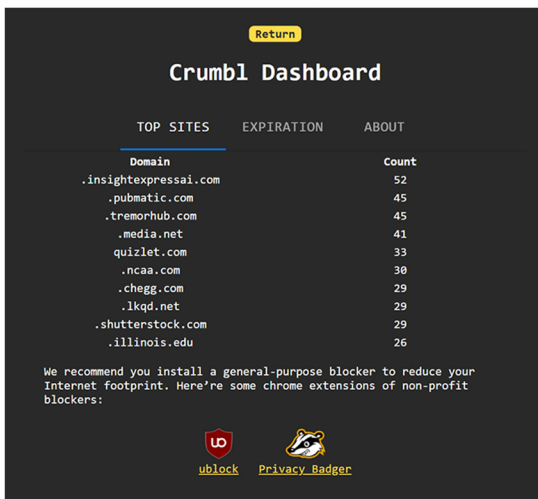 Return
Crumbl Dashboard
TOP SITES EXPIRATION ABOUT
Domain Count
.insightexpressai.com 52
.pubmatic.com 45
.tremorhub.com 45
.media.net 41
quizlet.com 33
.ncaa.com 30
.chegg.com 29
.lkqd.net 29
.shutterstock.com 29
.illinois.edu 26
We recommend you install a general-purpose blocker to reduce your
Internet footprint. Here're some chrome extensions of non-profit
blockers:
uo
ublock Privacy Badger